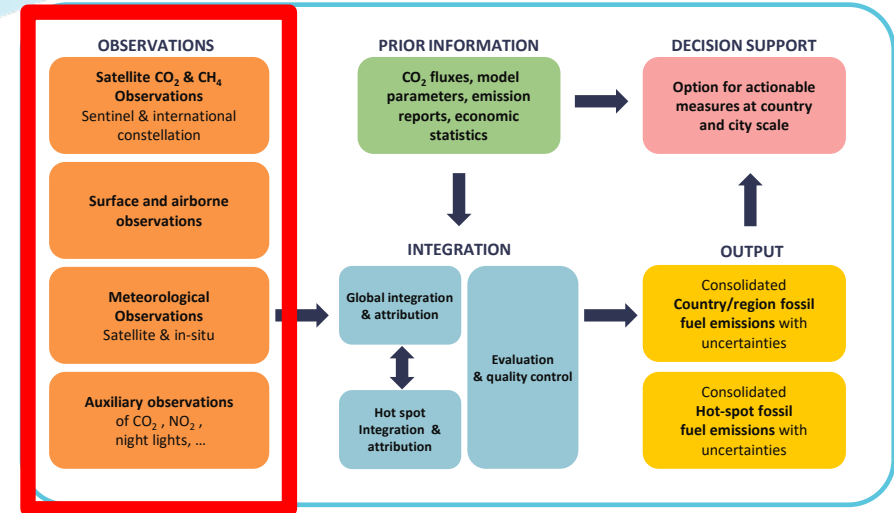 OBSERVATIONS
Satellite CO₂ & CH₄
Observations
Sentinel & international
constellation
Surface and airborne
observations
Meteorological
Observations
Satellite & in-situ
Auxiliary observations
of CO₂ , NO₂ ,
night lights, ...
PRIOR INFORMATION
CO₂ fluxes, model
parameters, emission
reports, economic
statistics
INTEGRATION
Global integration
& attribution
Hot spot
Integration &
attribution
Evaluation
& quality control
DECISION SUPPORT
Option for actionable
measures at country
and city scale
OUTPUT
Consolidated
Country/region fossil
fuel emissions with
uncertainties
Consolidated
Hot-spot fossil
fuel emissions with
uncertainties